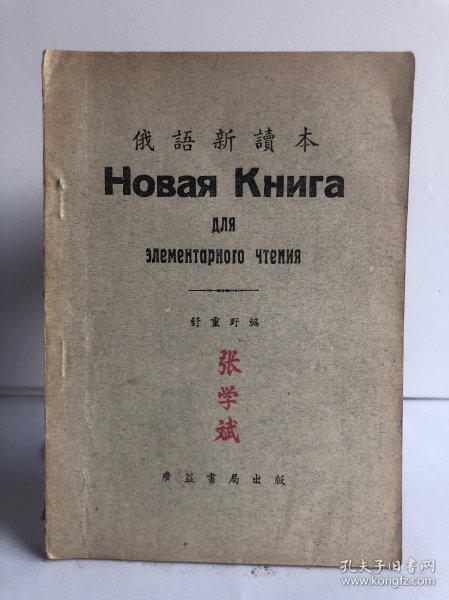 俄語新讀本
Новая Книга
для
элементарного чтения
舒重野編
张学斌
廣益書局出版
孔夫子旧书网
www.kongfz.com